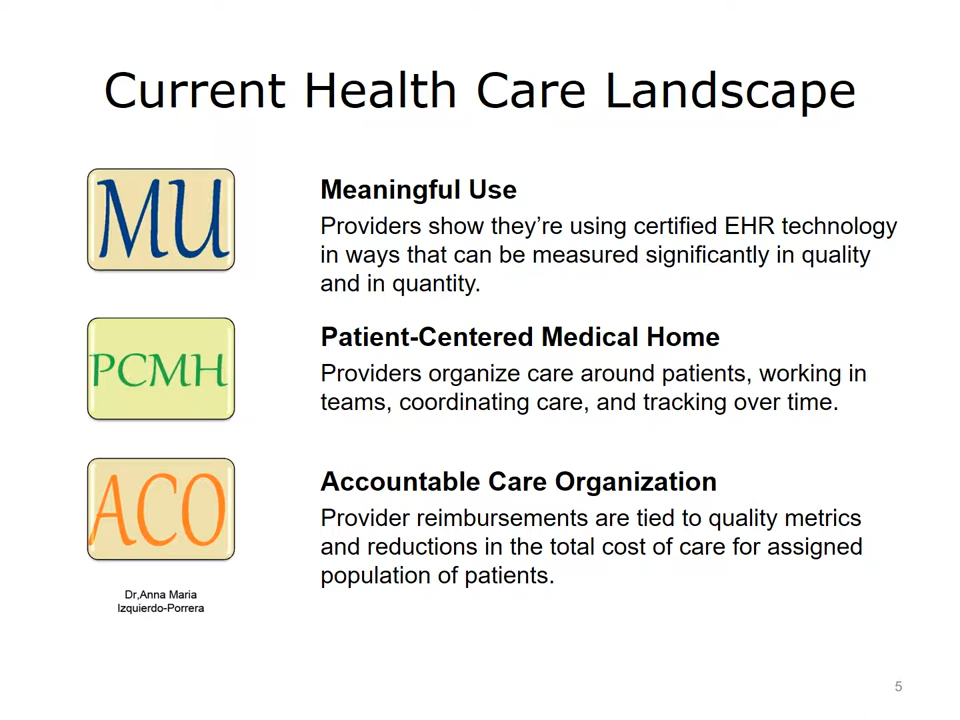 Current Health Care Landscape
MU
Meaningful Use
Providers show they’re using certified EHR technology
in ways that can be measured significantly in quality
and in quantity.
PCMH
Patient-Centered Medical Home
Providers organize care around patients, working in
teams, coordinating care, and tracking over time.
ACO
Accountable Care Organization
Provider reimbursements are tied to quality metrics
and reductions in the total cost of care for assigned
population of patients.
Dr,Anna Maria
Izquierdo-Porrera
5